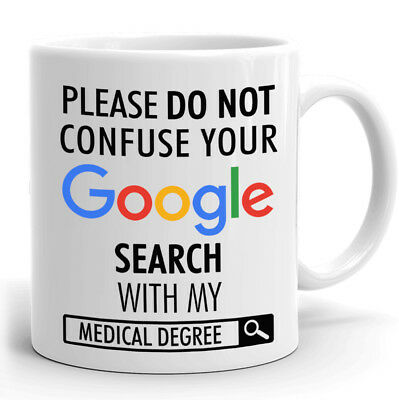 PLEASE DO NOT
CONFUSE YOUR
Google
SEARCH
WITH MY
MEDICAL DEGREE